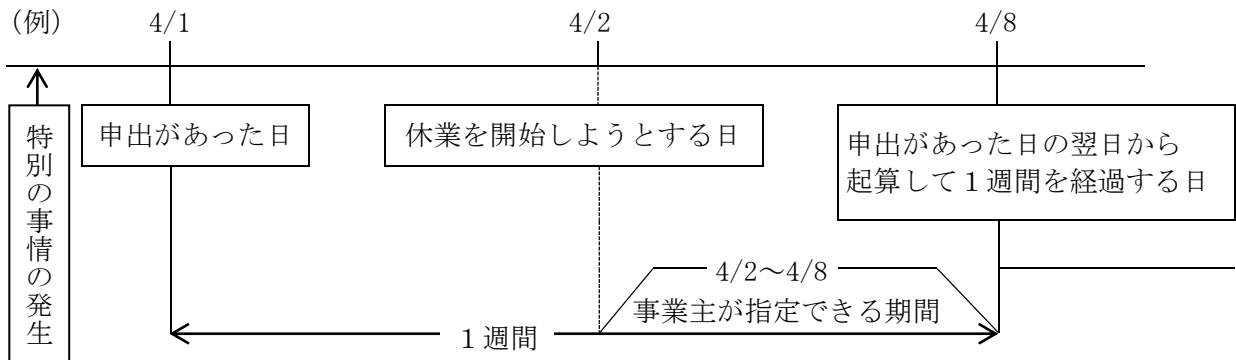 (例)
4/1
4/2
4/8
特別の事情の発生
申出があった日
休業を開始しようとする日
申出があった日の翌日から
起算して１週間を経過する日
4/2～4/8
事業主が指定できる期間
１週間